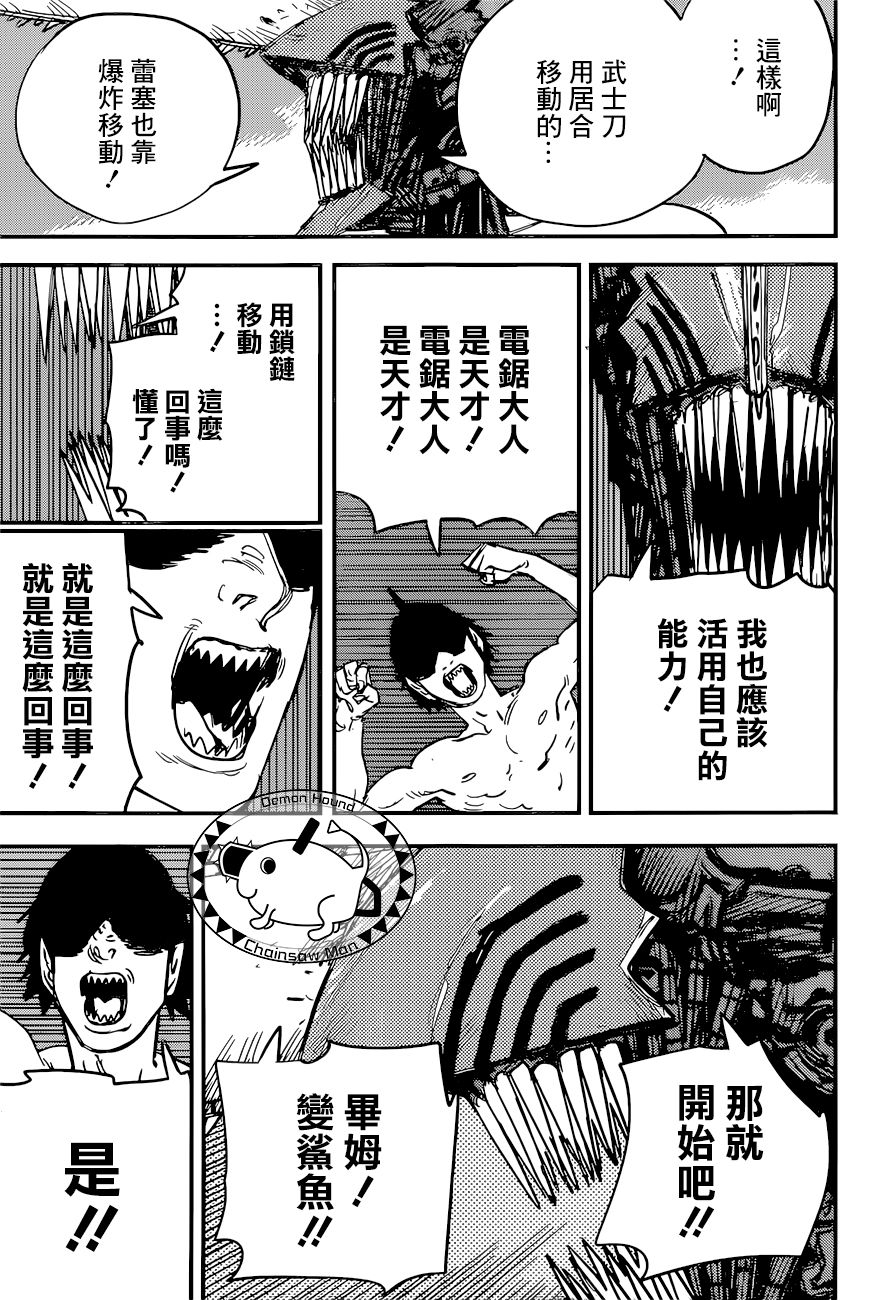 這樣啊
…！
武士刀
用居合
移動的…
蕾塞也靠
爆炸移動！
我也應該
活用自己的
能力！
電鋸大人
是天才！
電鋸大人
是天才！
用鎖鏈
移動
…！
這麼
回事嗎！
懂了！
就是這麼回事！
就是這麼回事！
那就
開始吧！！
畢姆！
變鯊魚！！
是！！
Demon Hound
Chainsaw Man